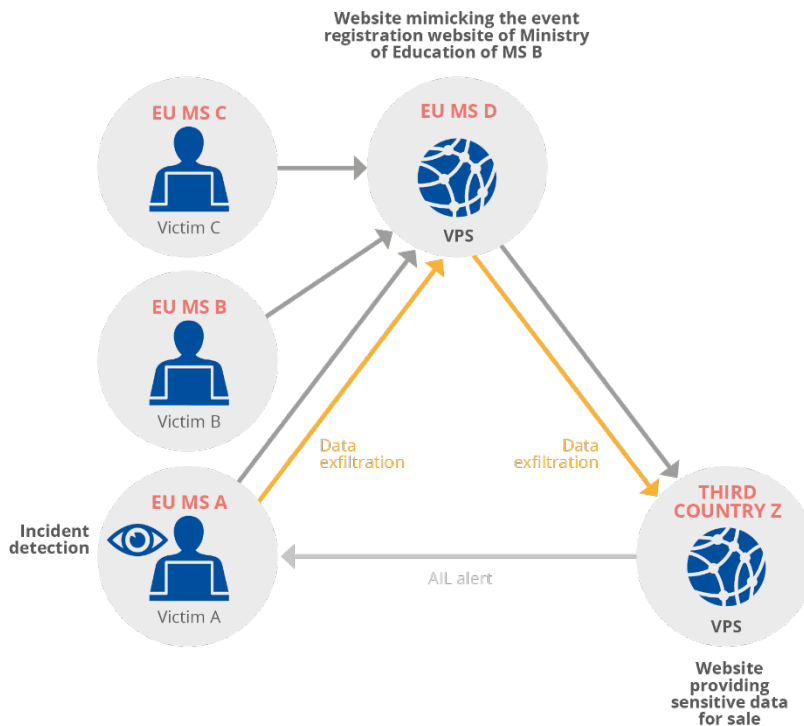 Website mimicking the event
registration website of Ministry
of Education of MS B
EU MS C
Victim C
EU MS D
VPS
EU MS B
Victim B
Data
exfiltration
Data
exfiltration
EU MS A
Incident
detection
Victim A
AIL alert
THIRD
COUNTRY Z
VPS
Website
providing
sensitive data
for sale